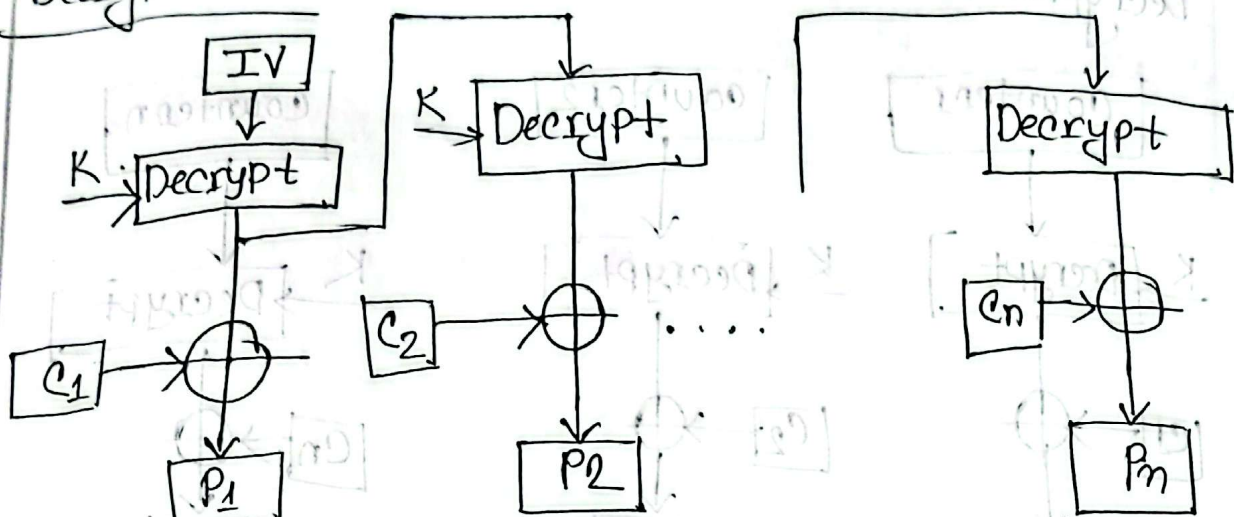 IV
K Decrypt
K Decrypt
Decrypt
C1
C2
.....
Cn
P1
P2
Pn